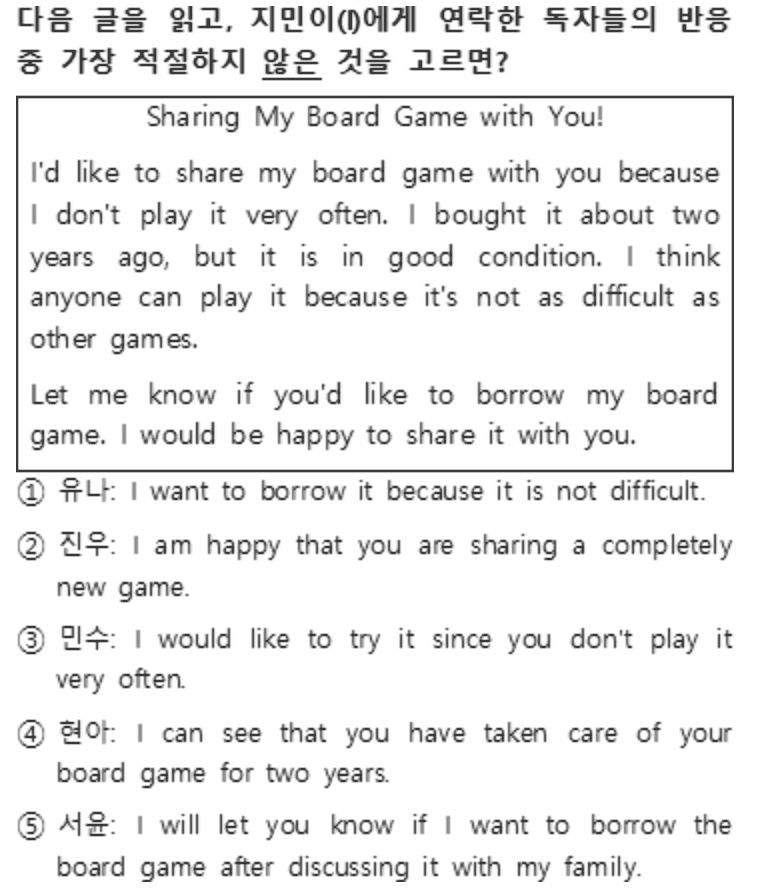 다음 글을 읽고, 지민이(I)에게 연락한 독자들의 반응
중 가장 적절하지 않은 것을 고르면?
Sharing My Board Game with You!
I'd like to share my board game with you because
I don't play it very often. I bought it about two
years ago, but it is in good condition. I think
anyone can play it because it's not as difficult as
other games.
Let me know if you'd like to borrow my board
game. I would be happy to share it with you.
① 유나: I want to borrow it because it is not difficult.
② 진우: I am happy that you are sharing a completely
new game.
③ 민수: I would like to try it since you don't play it
very often.
④ 현아: I can see that you have taken care of your
board game for two years.
⑤ 서윤: I will let you know if I want to borrow the
board game after discussing it with my family.